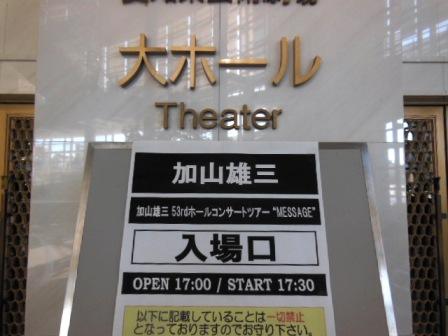 大ホール
Theater
加山雄三
加山雄三 53rdホールコンサートツアー “MESSAGE”
入場口
OPEN 17:00 / START 17:30
以下に記載していることは一切禁止
となっておりますのでお守り下さい。